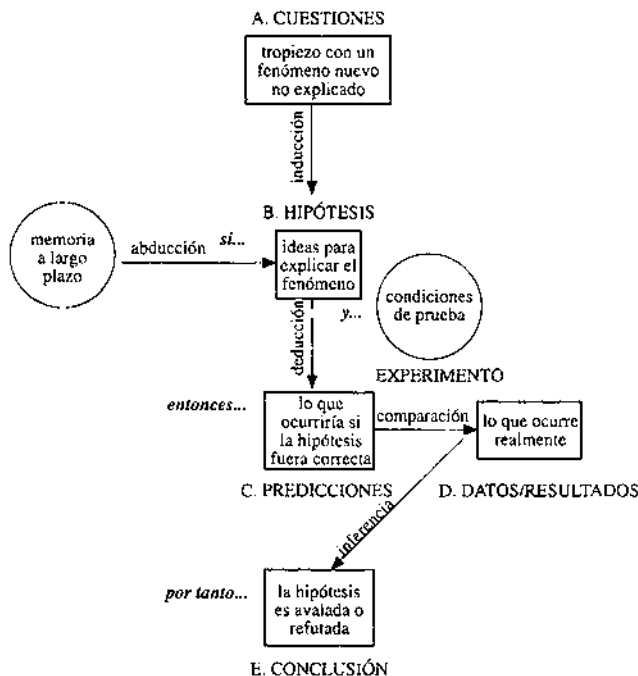 A. CUESTIONES
tropiezo con un
fenómeno nuevo
no explicado
inducción
B. HIPÓTESIS
memoria
a largo
plazo
abducción
si...
ideas para
explicar el
fenómeno
y...
condiciones
de prueba
deducción
EXPERIMENTO
entonces...
lo que
ocurriría si
la hipótesis
fuera correcta
comparación
lo que ocurre
realmente
C. PREDICCIONES
D. DATOS/RESULTADOS
inferencia
por tanto...
la hipótesis
es avalada o
refutada
E. CONCLUSIÓN